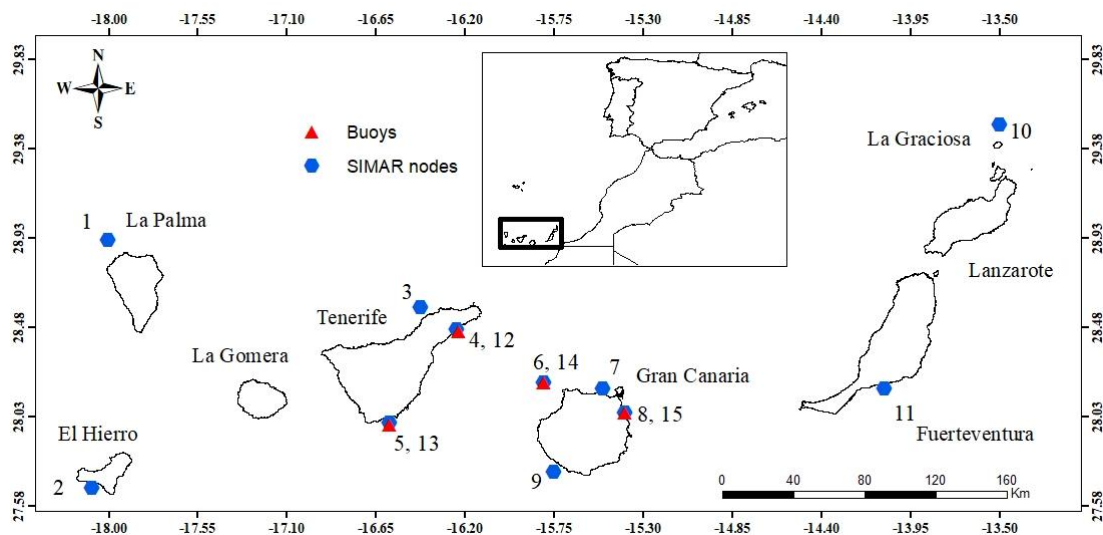 -18.00 -17.55 -17.10 -16.65 -16.20 -15.75 -15.30 -14.85 -14.40 -13.95 -13.50
29.83 29.83
N
W E
S
Buoys
SIMAR nodes
La Graciosa 10
29.38 29.38
1 La Palma
28.93 28.93
Lanzarote
3
Tenerife
28.48 28.48
4, 12
La Gomera
6, 14 7 Gran Canaria
28.03 28.03
8, 15 11
El Hierro 5, 13 Fuerteventura
2 9
0 20 40 80 120 160
Km
27.58 27.58
-18.00 -17.55 -17.10 -16.65 -16.20 -15.75 -15.30 -14.85 -14.40 -13.95 -13.50